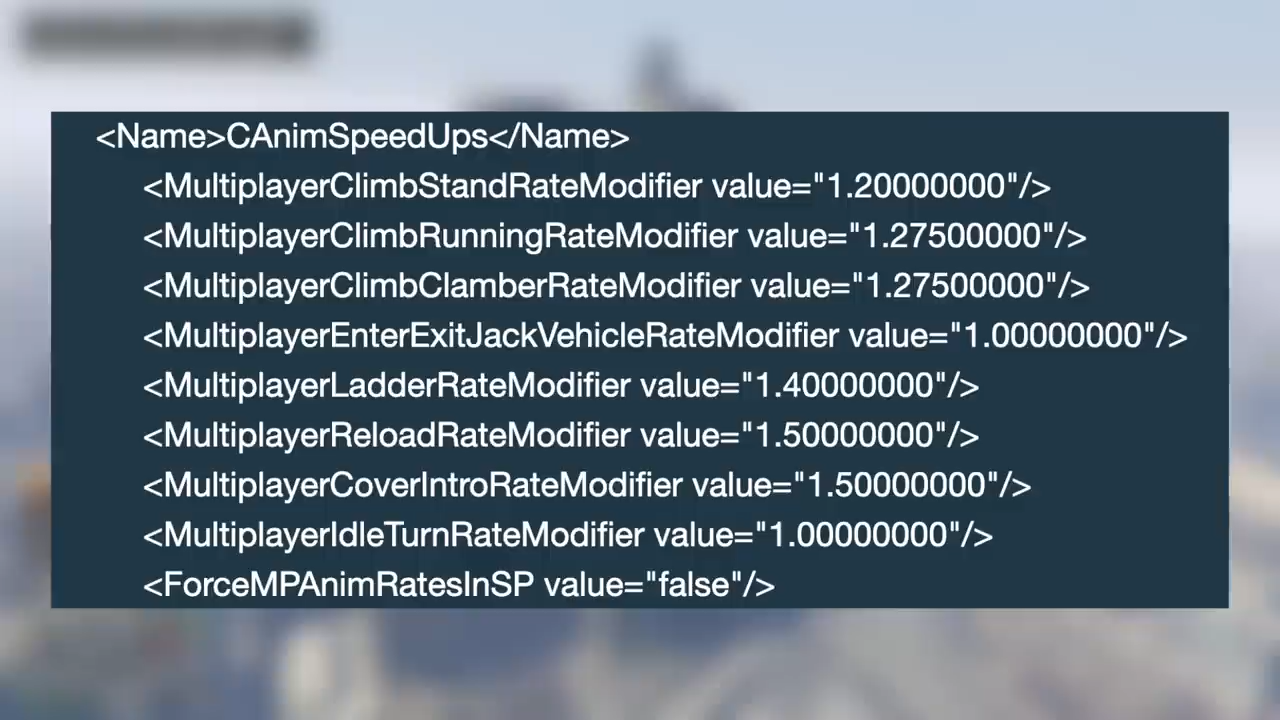 <Name>CAnimSpeedUps</Name>
<MultiplayerClimbStandRateModifier value="1.20000000"/>
<MultiplayerClimbRunningRateModifier value="1.27500000"/>
<MultiplayerClimbClamberRateModifier value="1.27500000"/>
<MultiplayerEnterExitJackVehicleRateModifier value="1.00000000"/>
<MultiplayerLadderRateModifier value="1.40000000"/>
<MultiplayerReloadRateModifier value="1.50000000"/>
<MultiplayerCoverIntroRateModifier value="1.50000000"/>
<MultiplayerIdleTurnRateModifier value="1.00000000"/>
<ForceMPAnimRatesInSP value="false"/>